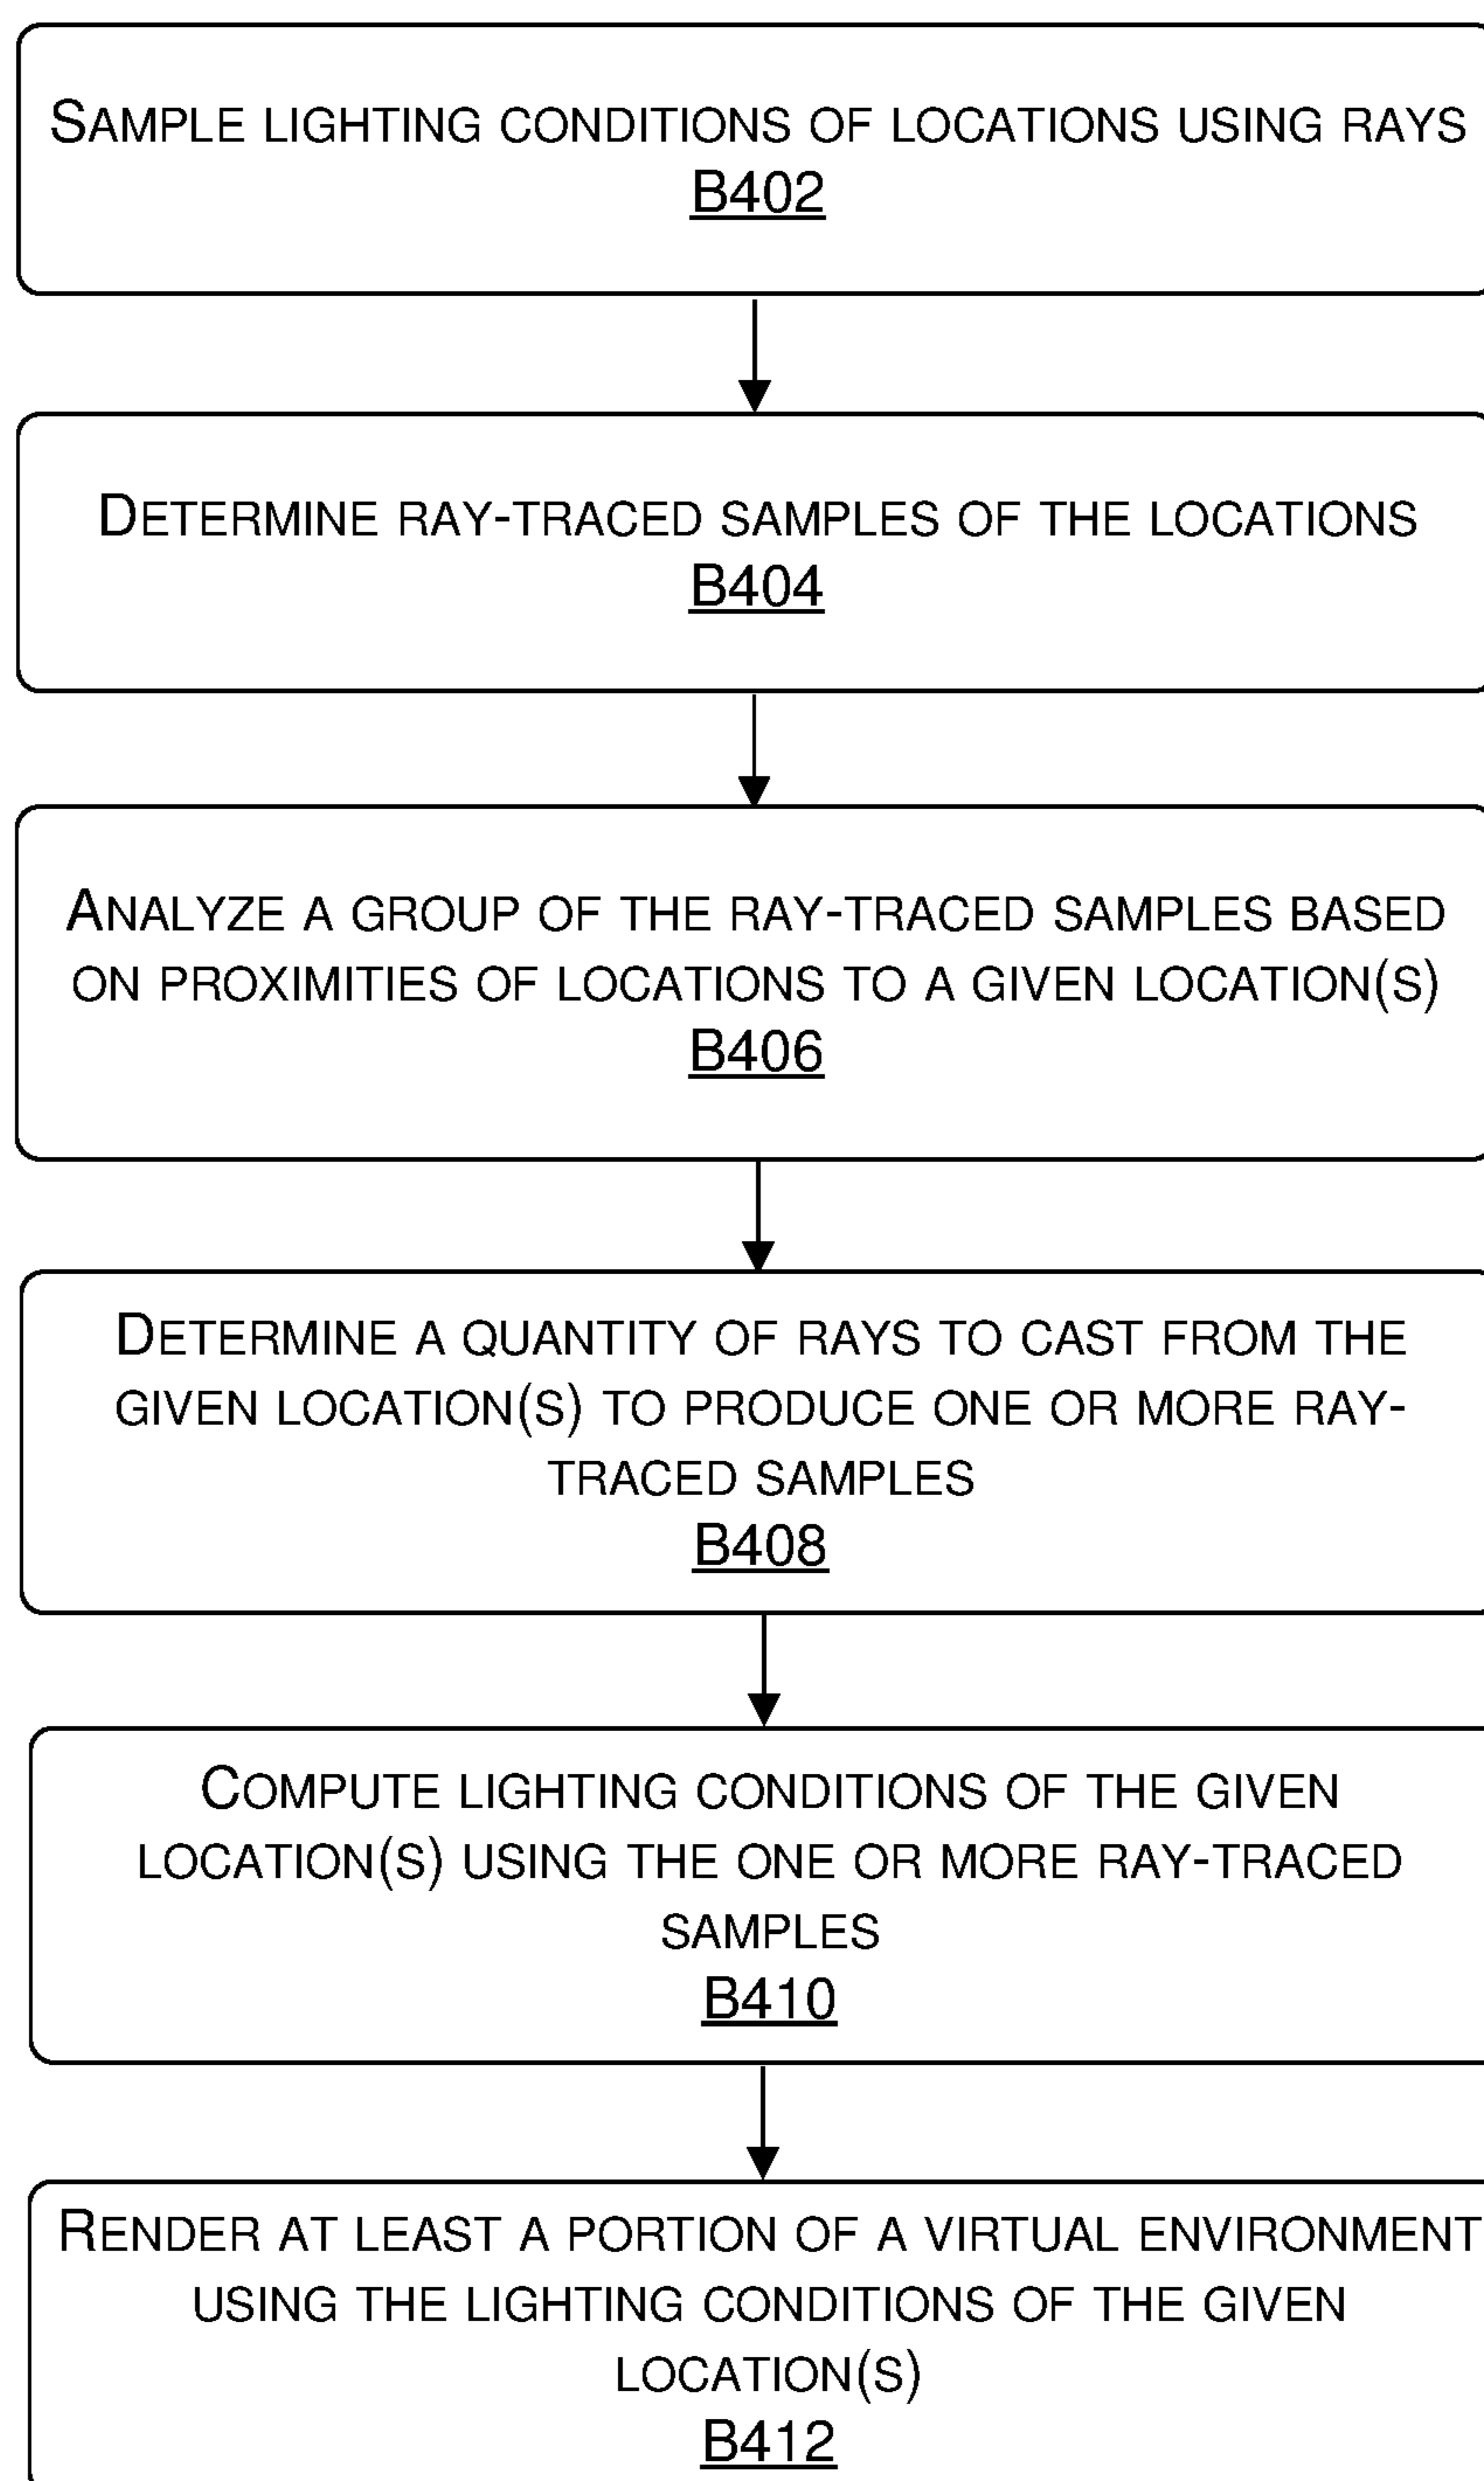 SAMPLE LIGHTING CONDITIONS OF LOCATIONS USING RAYS
B402
DETERMINE RAY-TRACED SAMPLES OF THE LOCATIONS
B404
ANALYZE A GROUP OF THE RAY-TRACED SAMPLES BASED
ON PROXIMITIES OF LOCATIONS TO A GIVEN LOCATION(S)
B406
DETERMINE A QUANTITY OF RAYS TO CAST FROM THE
GIVEN LOCATION(S) TO PRODUCE ONE OR MORE RAY-
TRACED SAMPLES
B408
COMPUTE LIGHTING CONDITIONS OF THE GIVEN
LOCATION(S) USING THE ONE OR MORE RAY-TRACED
SAMPLES
B410
RENDER AT LEAST A PORTION OF A VIRTUAL ENVIRONMENT
USING THE LIGHTING CONDITIONS OF THE GIVEN
LOCATION(S)
B412